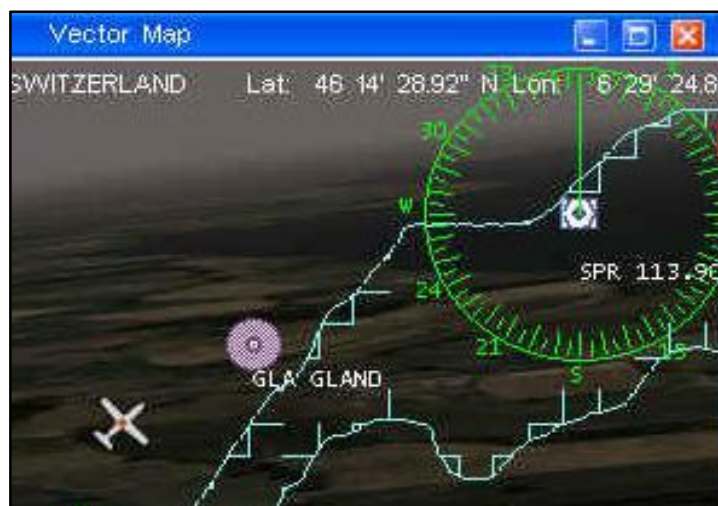 Vector Map
SWITZERLAND Lat: 46 14' 28.92" N Lon: 6 29' 24.8
30
W
SPR 113.90
24
21
S
GLA GLAND